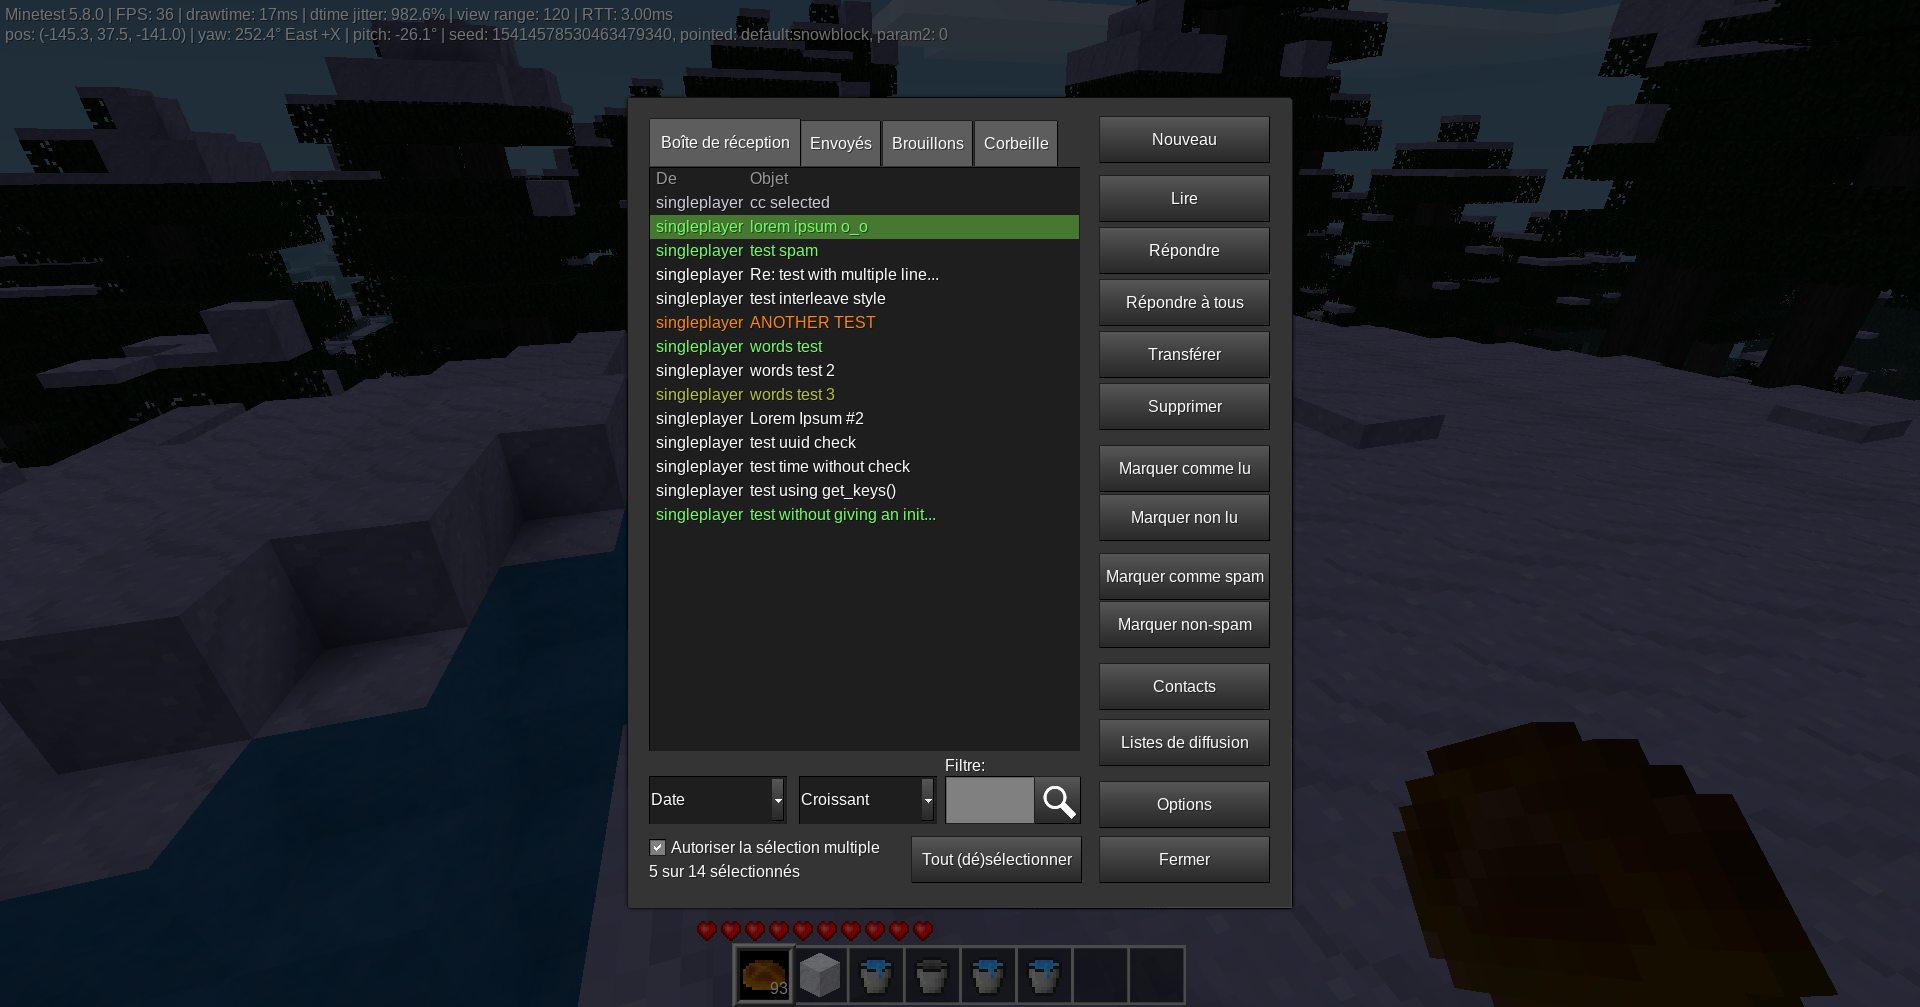 Minetest 5.8.0 | FPS: 36 | drawtime: 17ms | dtime jitter: 982.6% | view range: 120 | RTT: 3.00ms
pos: (-145.3, 37.5, -141.0) | yaw: 252.4° East +X | pitch: -26.1° | seed: 15414578530463479340, pointed: default:snowblock, param2: 0
Boîte de réception Envoyés Brouillons Corbeille
De Objet
singleplayer cc selected
singleplayer lorem ipsum o_o
singleplayer test spam
singleplayer Re: test with multiple line...
singleplayer test interleave style
singleplayer ANOTHER TEST
singleplayer words test
singleplayer words test 2
singleplayer words test 3
singleplayer Lorem Ipsum #2
singleplayer test uuid check
singleplayer test time without check
singleplayer test using get_keys()
singleplayer test without giving an init...
Filtre:
Date Croissant
Autoriser la sélection multiple
5 sur 14 sélectionnés
Tout (dé)sélectionner
Nouveau
Lire
Répondre
Répondre à tous
Transférer
Supprimer
Marquer comme lu
Marquer non lu
Marquer comme spam
Marquer non-spam
Contacts
Listes de diffusion
Options
Fermer
93